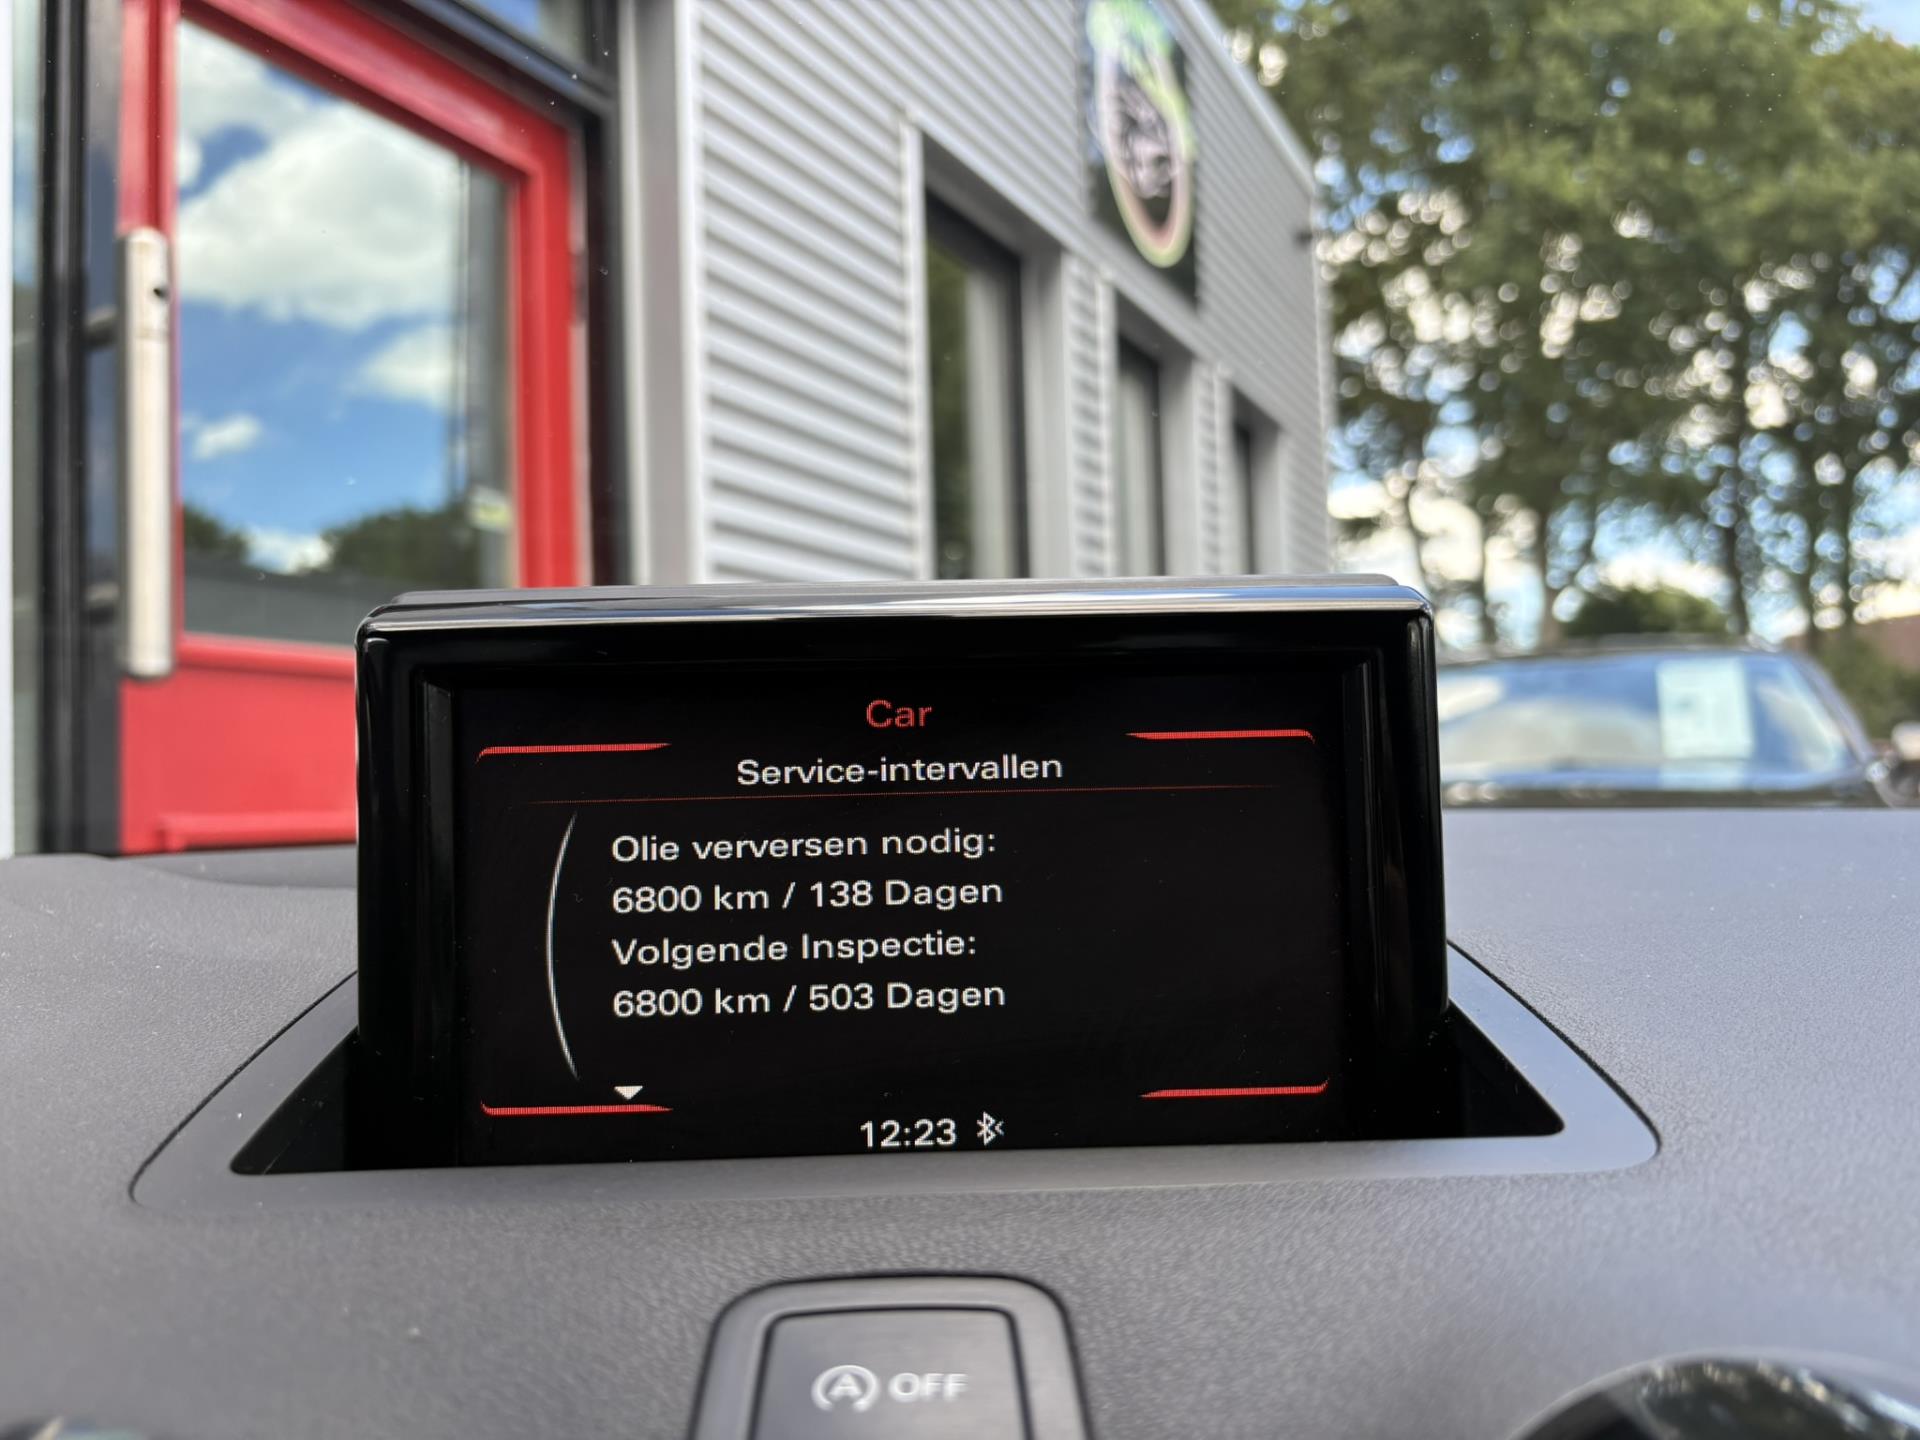 Car
Service-intervallen
Olie verversen nodig:
6800 km / 138 Dagen
Volgende Inspectie:
6800 km / 503 Dagen
12:23
A OFF